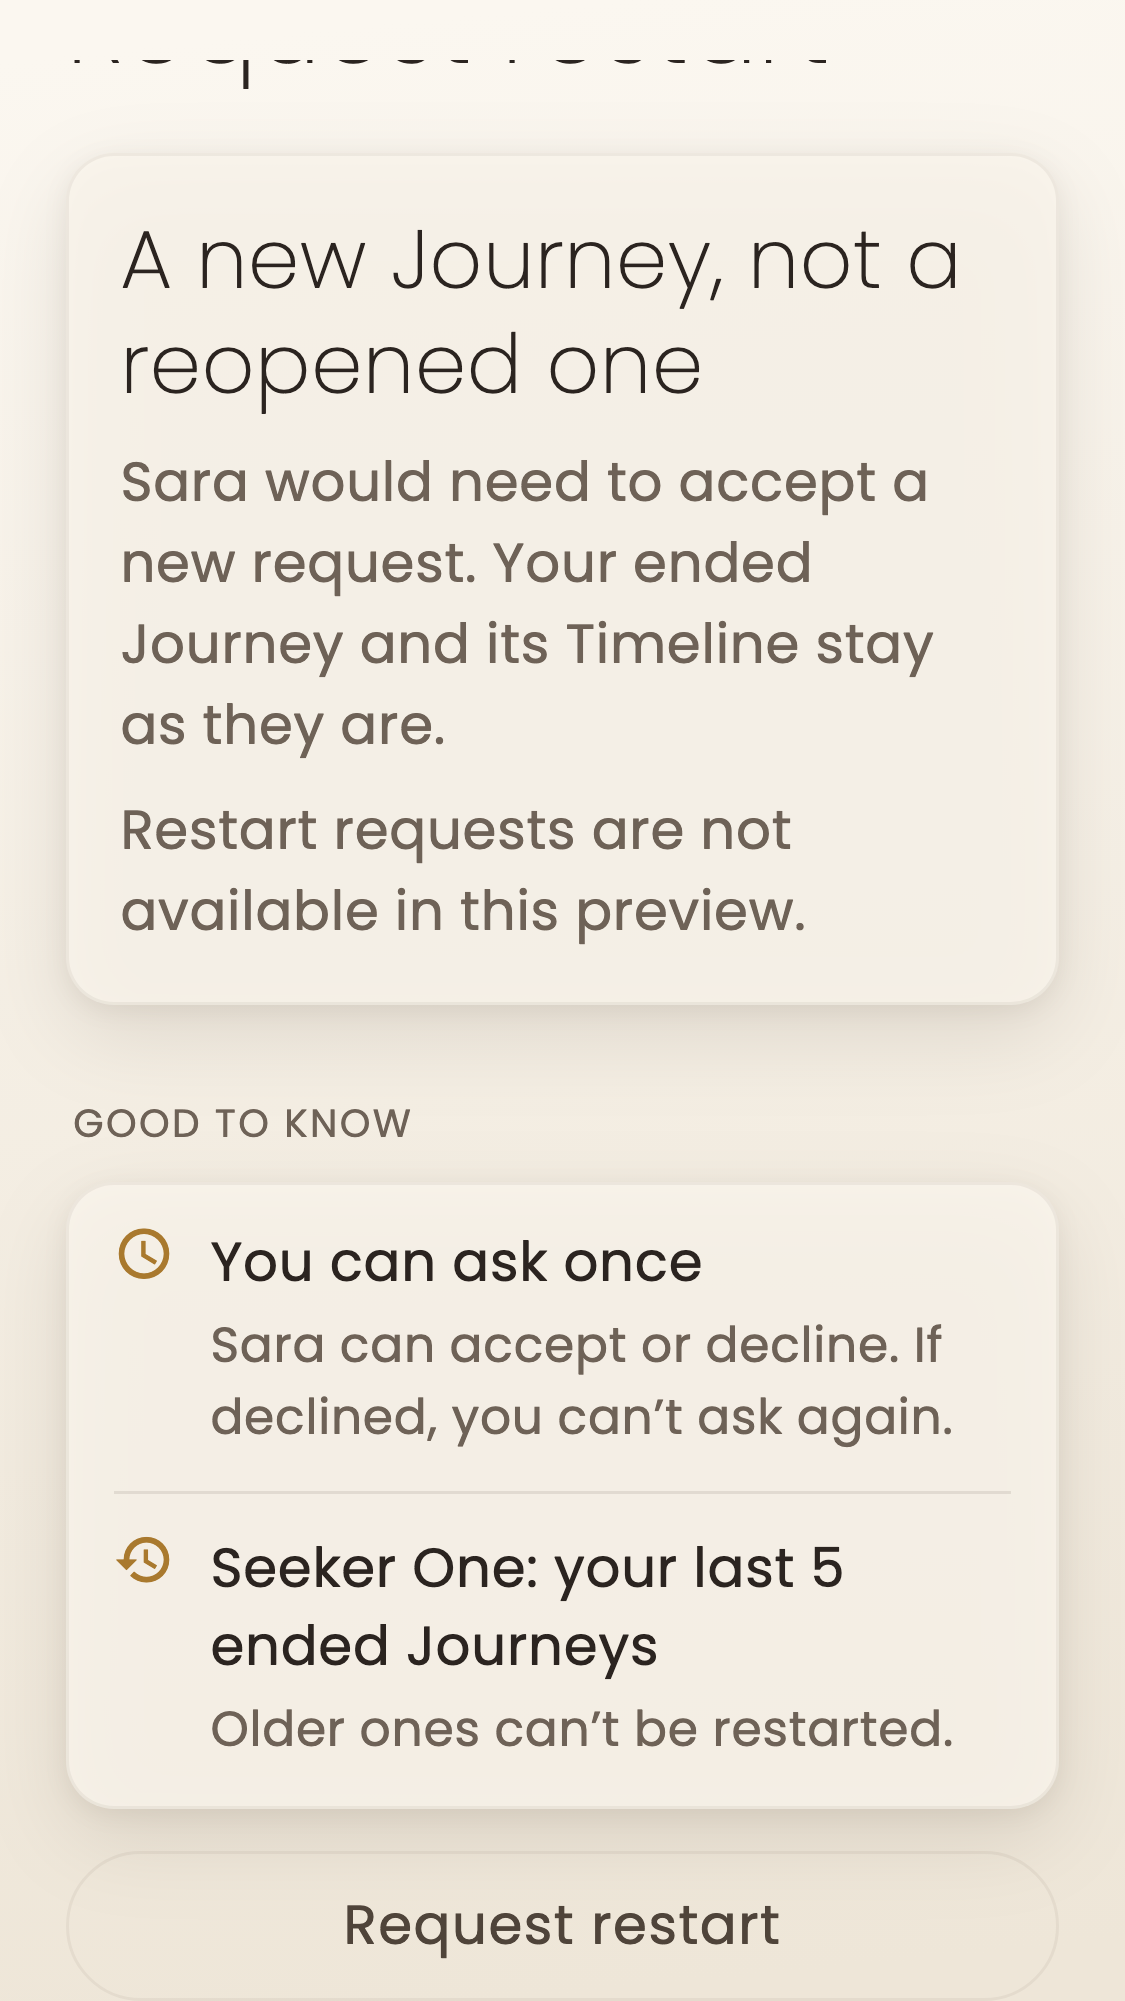 A new Journey, not a
reopened one
Sara would need to accept a
new request. Your ended
Journey and its Timeline stay
as they are.
Restart requests are not
available in this preview.
GOOD TO KNOW
You can ask once
Sara can accept or decline. If
declined, you can’t ask again.
Seeker One: your last 5
ended Journeys
Older ones can’t be restarted.
Request restart